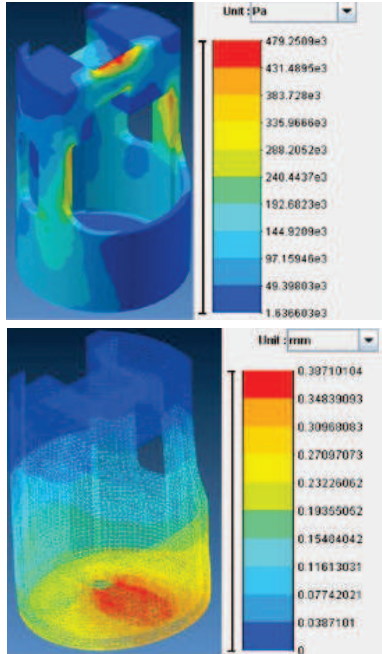 Unit : Pa
479.2509e3
431.4895e3
383.728e3
335.9666e3
288.2052e3
240.4437e3
192.6823e3
144.9209e3
97.15946e3
49.39803e3
1.636603e3
Unit : mm
0.38710104
0.34839093
0.30968083
0.27097073
0.23226062
0.19355052
0.15484042
0.11613031
0.07742021
0.0387101
0